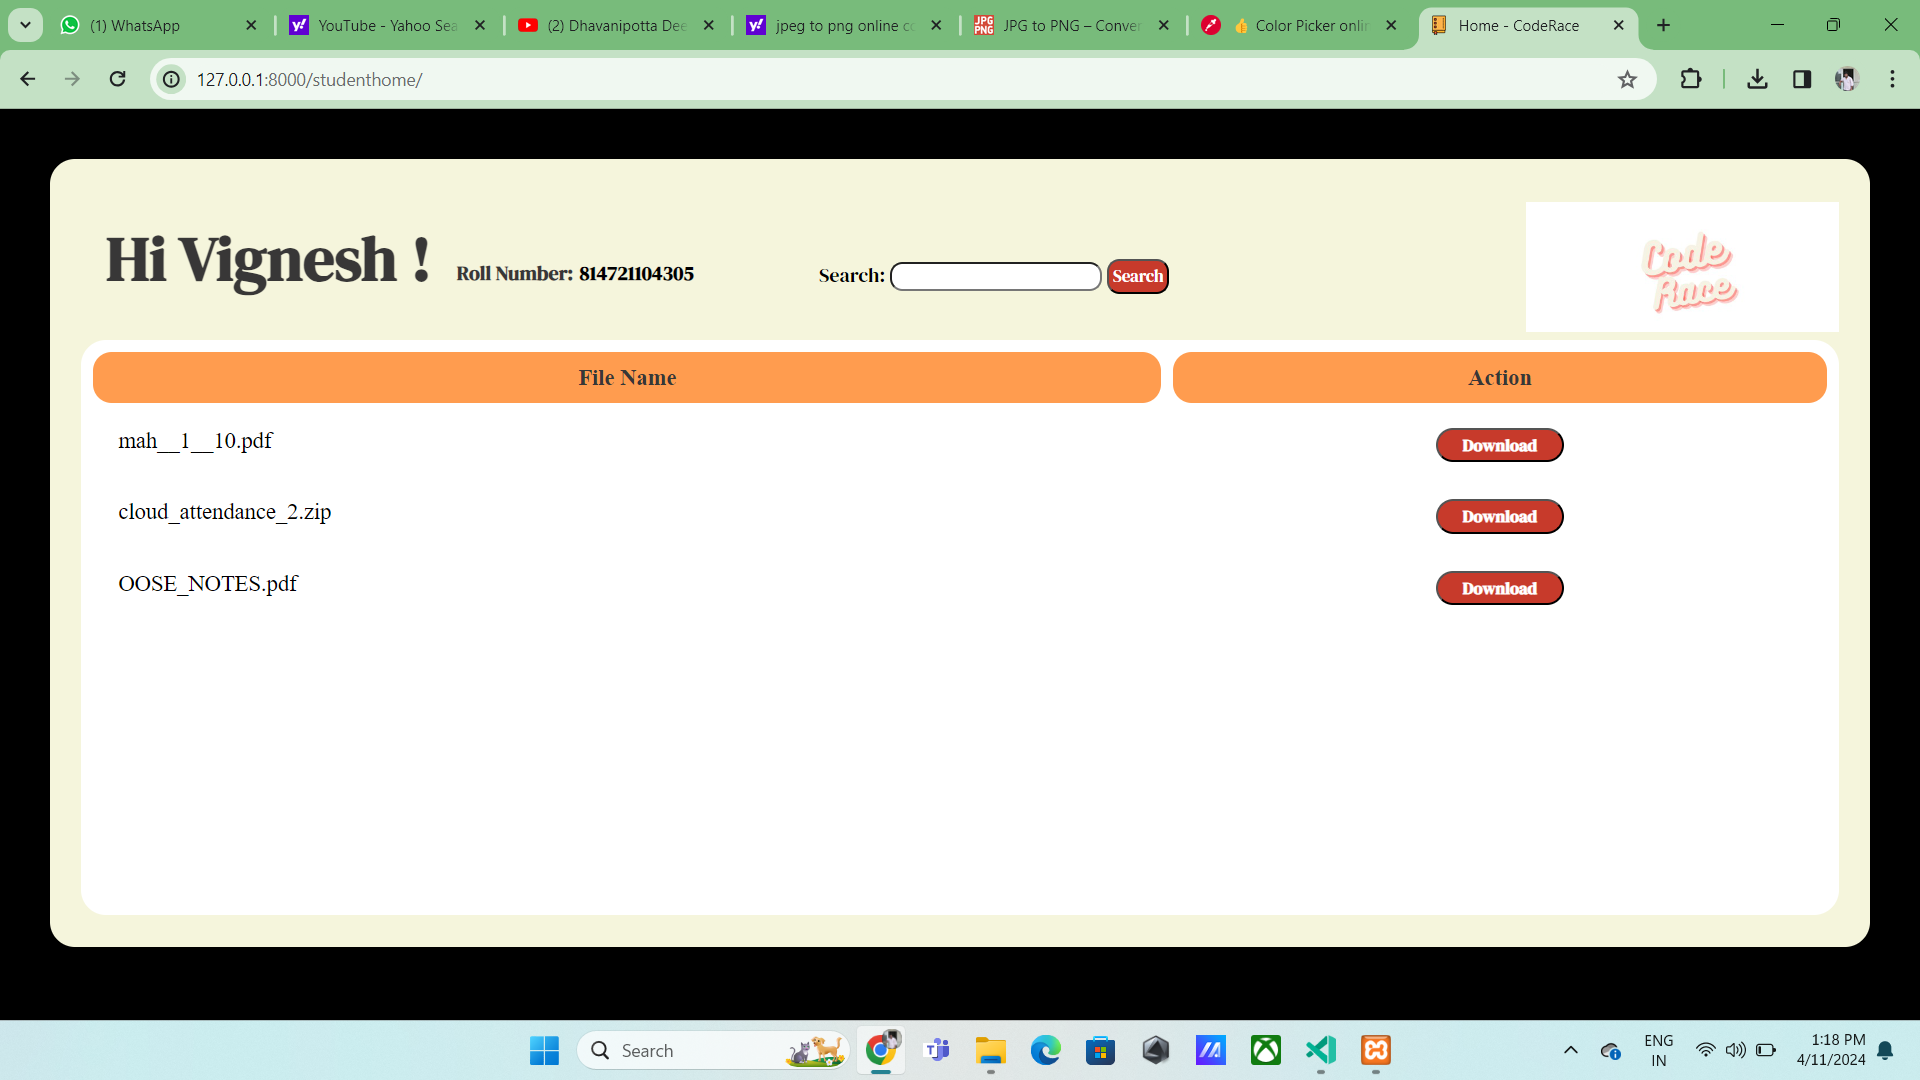 (1) WhatsApp
YouTube - Yahoo Sea
(2) Dhavanipotta Dee
jpeg to png online co
JPG to PNG – Conver
Color Picker onlin
Home - CodeRace
127.0.0.1:8000/studenthome/
Hi Vignesh !
Roll Number: 814721104305
Search:
Search
Code
Race
File Name
Action
mah__1__10.pdf
Download
cloud_attendance_2.zip
Download
OOSE_NOTES.pdf
Download
Search
ENG
IN
1:18 PM
4/11/2024